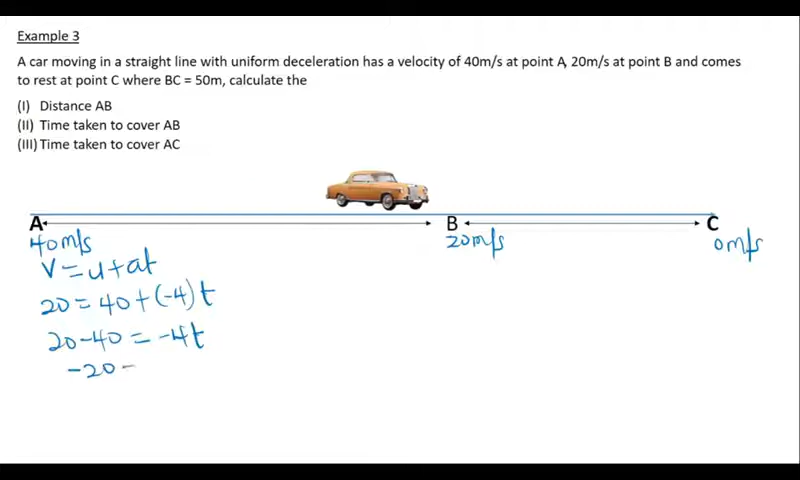 Example 3
A car moving in a straight line with uniform deceleration has a velocity of 40m/s at point A, 20m/s at point B and comes
to rest at point C where BC = 50m, calculate the
(I) Distance AB
(II) Time taken to cover AB
(III) Time taken to cover AC
A B C
40m/s 20m/s 0m/s
V = u + at
20 = 40 + (-4) t
20 - 40 = -4t
-20 -